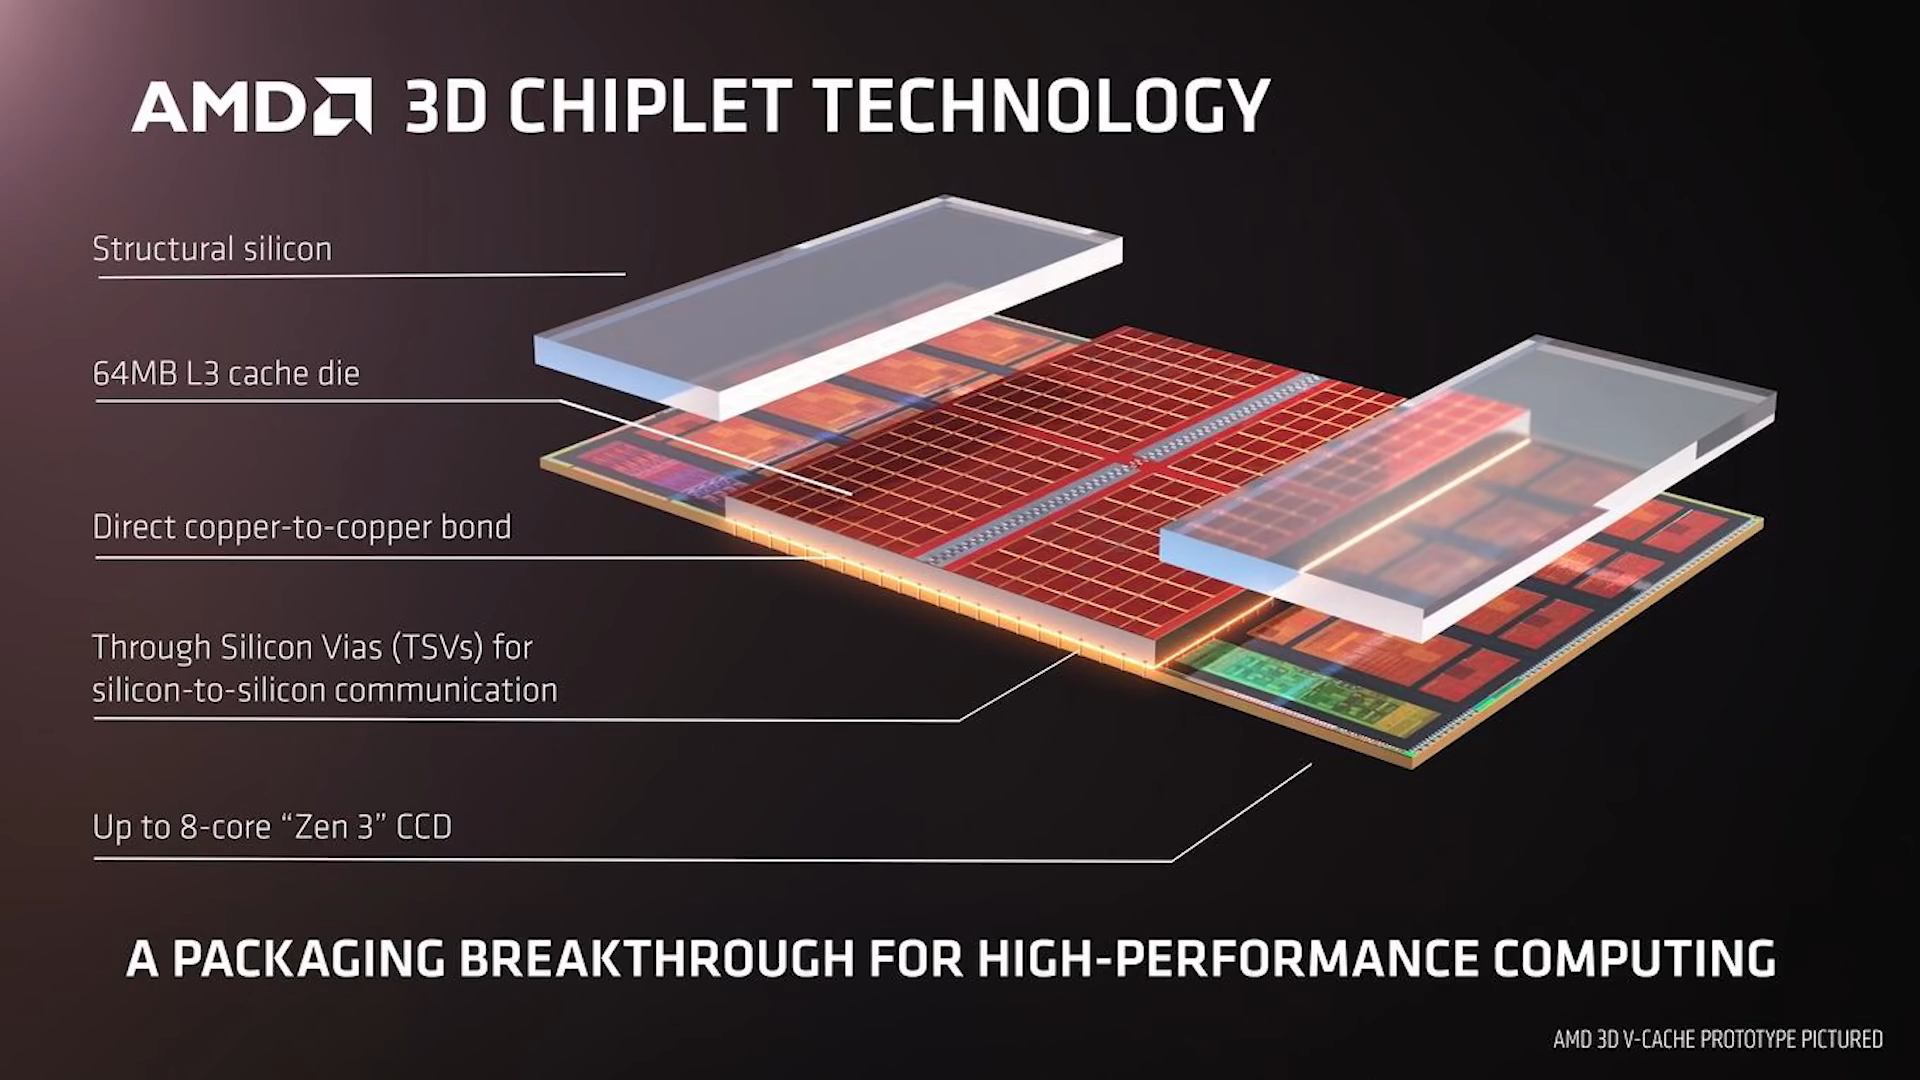 AMD 3D CHIPLET TECHNOLOGY
Structural silicon
64MB L3 cache die
Direct copper-to-copper bond
Through Silicon Vias (TSVs) for
silicon-to-silicon communication
Up to 8-core “Zen 3” CCD
A PACKAGING BREAKTHROUGH FOR HIGH-PERFORMANCE COMPUTING
AMD 3D V-CACHE PROTOTYPE PICTURED